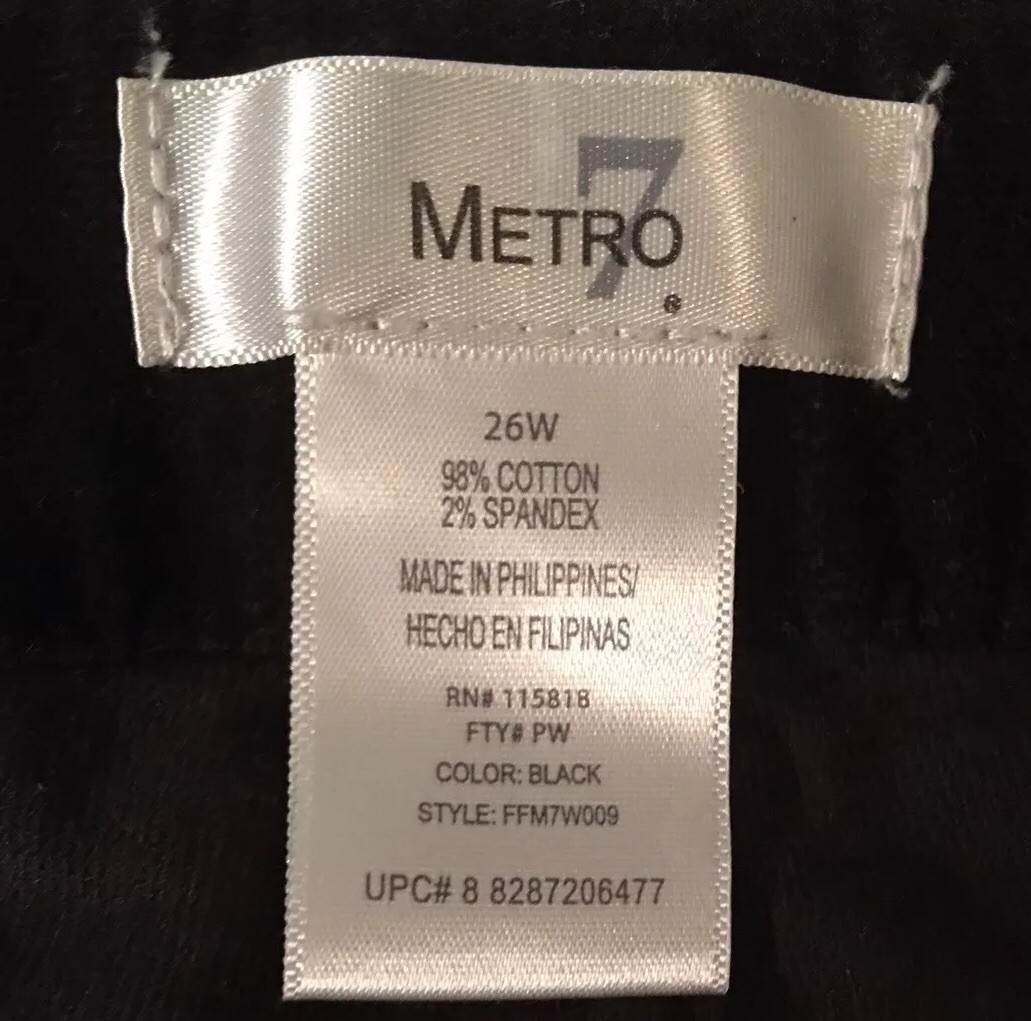 METRO 7®
26W
98% COTTON
2% SPANDEX
MADE IN PHILIPPINES/
HECHO EN FILIPINAS
RN# 115818
FTY# PW
COLOR: BLACK
STYLE: FFM7W009
UPC# 8 8287206477